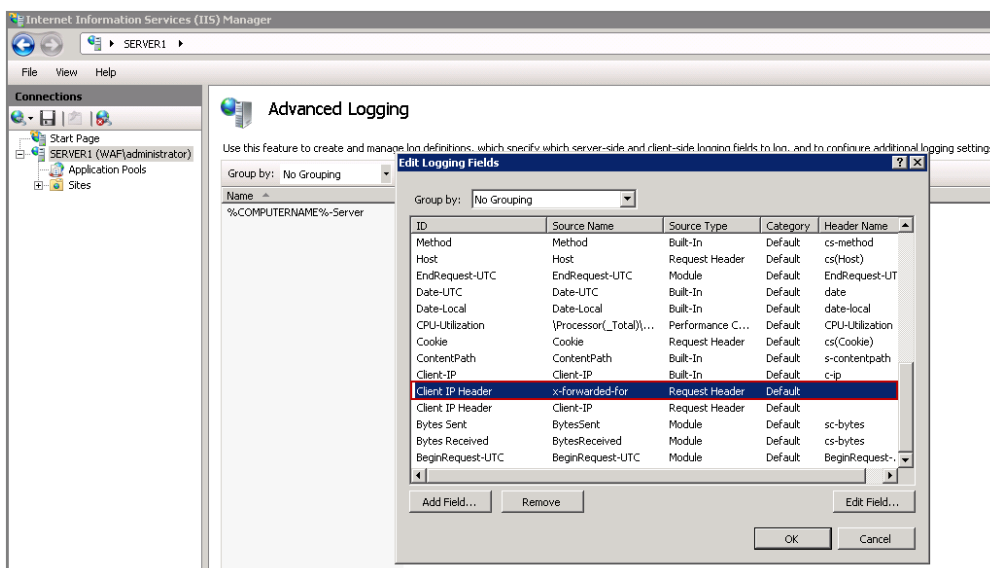 Internet Information Services (IIS) Manager
SERVER1
File View Help
Connections
Start Page
SERVER1 (WAF\administrator)
Application Pools
Sites
Advanced Logging
Use this feature to create and manage log definitions, which specify which server-side and client-side logging fields to log, and to configure additional logging setting
Group by: No Grouping
Name
%COMPUTERNAME%-Server
Edit Logging Fields
Group by: No Grouping
ID Source Name Source Type Category Header Name
Method Method Built-In Default cs-method
Host Host Request Header Default cs(Host)
EndRequest-UTC EndRequest-UTC Module Default EndRequest-UT
Date-UTC Date-UTC Built-In Default date
Date-Local Date-Local Built-In Default date-local
CPU-Utilization \Processor(_Total)\... Performance C... Default CPU-Utilization
Cookie Cookie Request Header Default cs(Cookie)
ContentPath ContentPath Built-In Default s-contentpath
Client-IP Client-IP Built-In Default c-ip
Client IP Header x-forwarded-for Request Header Default
Client IP Header Client-IP Request Header Default
Bytes Sent BytesSent Module Default sc-bytes
Bytes Received BytesReceived Module Default cs-bytes
BeginRequest-UTC BeginRequest-UTC Module Default BeginRequest-.
Add Field... Remove Edit Field...
OK Cancel